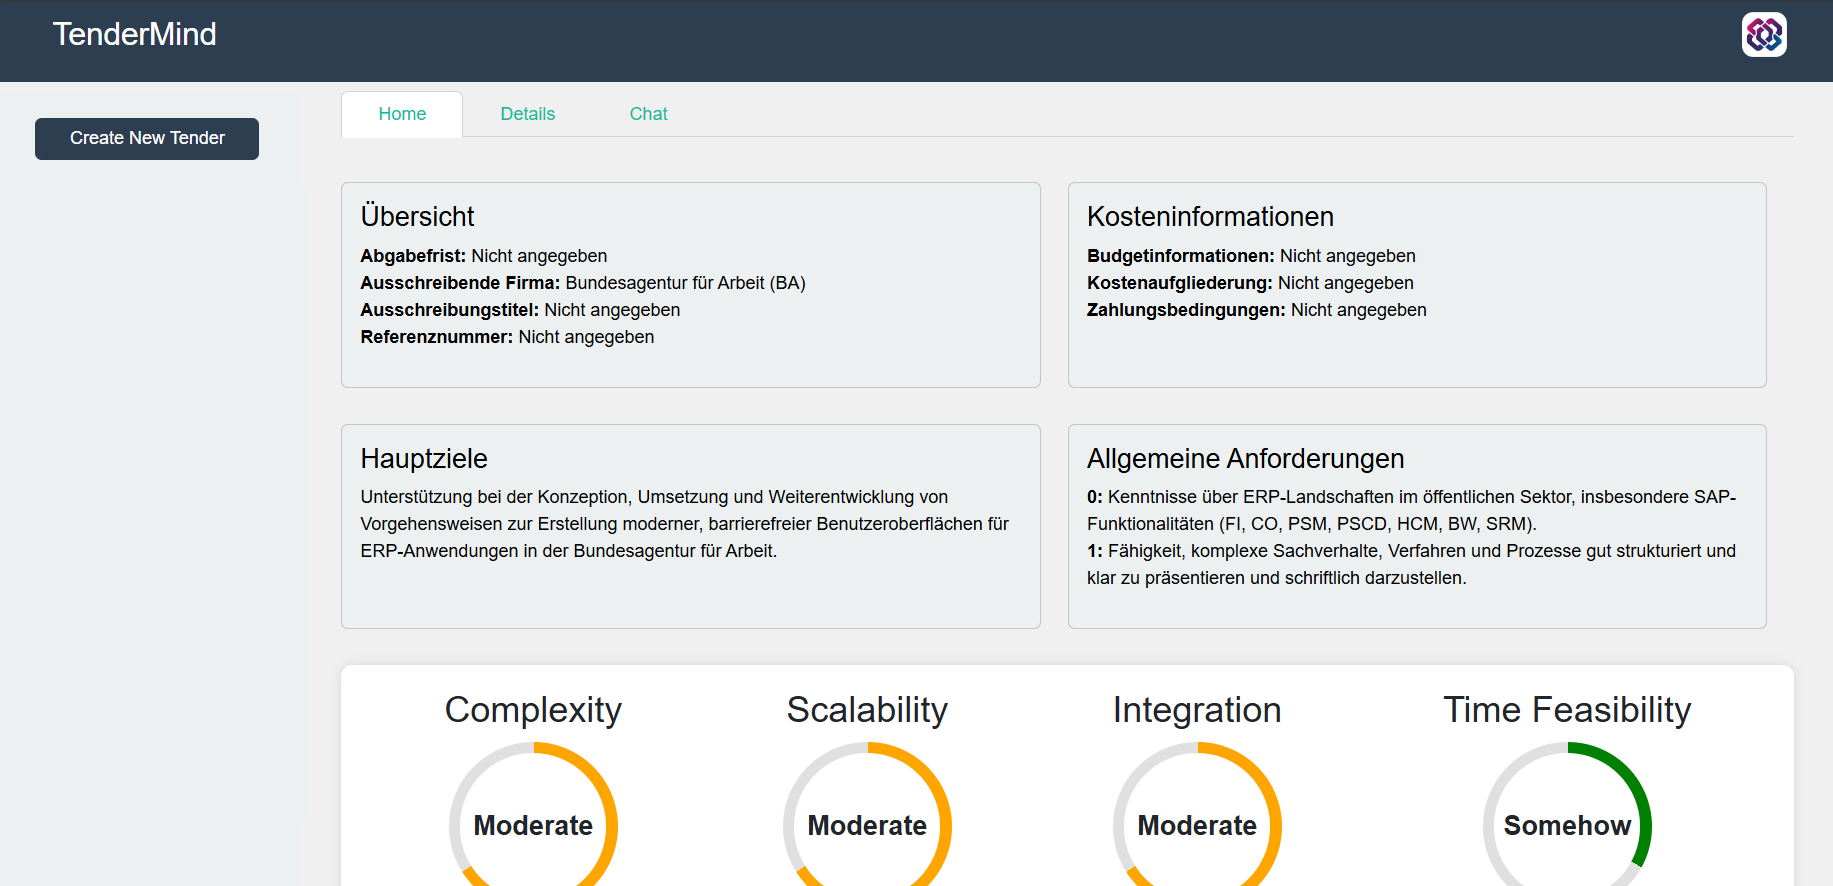 TenderMind
Create New Tender
Home
Details
Chat
Übersicht
Abgabefrist: Nicht angegeben
Ausschreibende Firma: Bundesagentur für Arbeit (BA)
Ausschreibungstitel: Nicht angegeben
Referenznummer: Nicht angegeben
Kosteninformationen
Budgetinformationen: Nicht angegeben
Kostenaufgliederung: Nicht angegeben
Zahlungsbedingungen: Nicht angegeben
Hauptziele
Unterstützung bei der Konzeption, Umsetzung und Weiterentwicklung von
Vorgehensweisen zur Erstellung moderner, barrierefreier Benutzeroberflächen für
ERP-Anwendungen in der Bundesagentur für Arbeit.
Allgemeine Anforderungen
0: Kenntnisse über ERP-Landschaften im öffentlichen Sektor, insbesondere SAP-
Funktionalitäten (FI, CO, PSM, PSCD, HCM, BW, SRM).
1: Fähigkeit, komplexe Sachverhalte, Verfahren und Prozesse gut strukturiert und
klar zu präsentieren und schriftlich darzustellen.
Complexity
Moderate
Scalability
Moderate
Integration
Moderate
Time Feasibility
Somehow